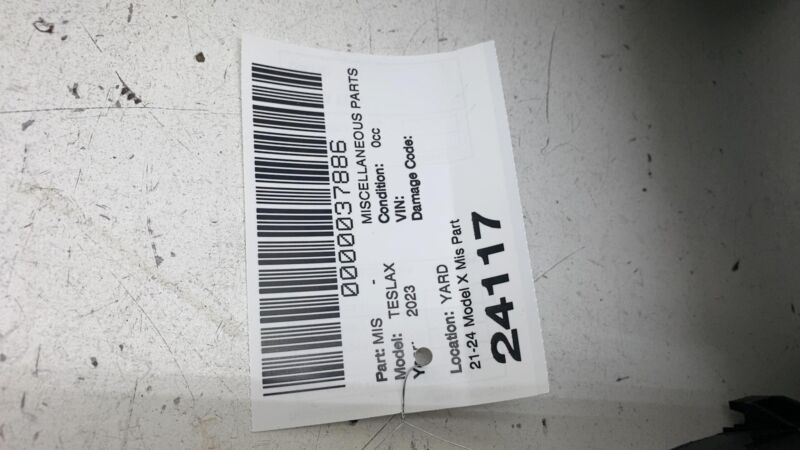 0000037886
MISCELLANEOUS PARTS
Part: MIS -
Condition: 0cc
Model: TESLAX
VIN:
2023
Damage Code:
Location: YARD
21-24 Model X Mis Part
24117